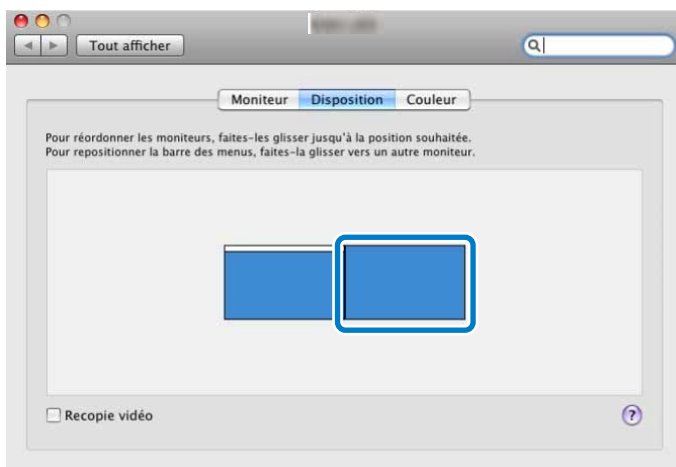 Tout afficher
Moniteur Disposition Couleur
Pour réordonner les moniteurs, faites-les glisser jusqu'à la position souhaitée.
Pour repositionner la barre des menus, faites-la glisser vers un autre moniteur.
Recopie vidéo
?